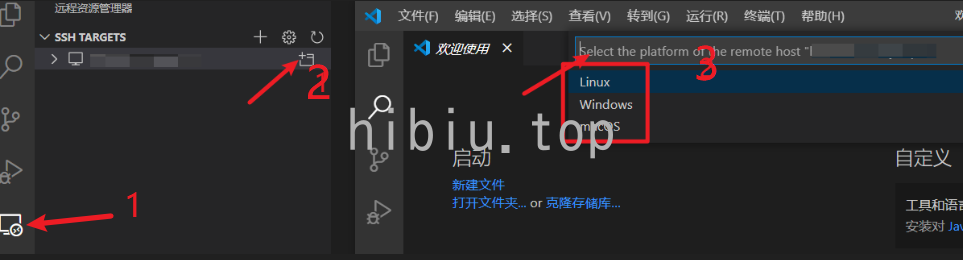 远程资源管理器
SSH TARGETS
2
1
文件(F) 编辑(E) 选择(S) 查看(V) 转到(G) 运行(R) 终端(T) 帮助(H)
欢迎使用
Select the platform of the remote host "l
3
Linux
Windows
macOS
hibiu.top
启动
新建文件
打开文件夹... or 克隆存储库...
自定义
工具和语言
安装对 Jav